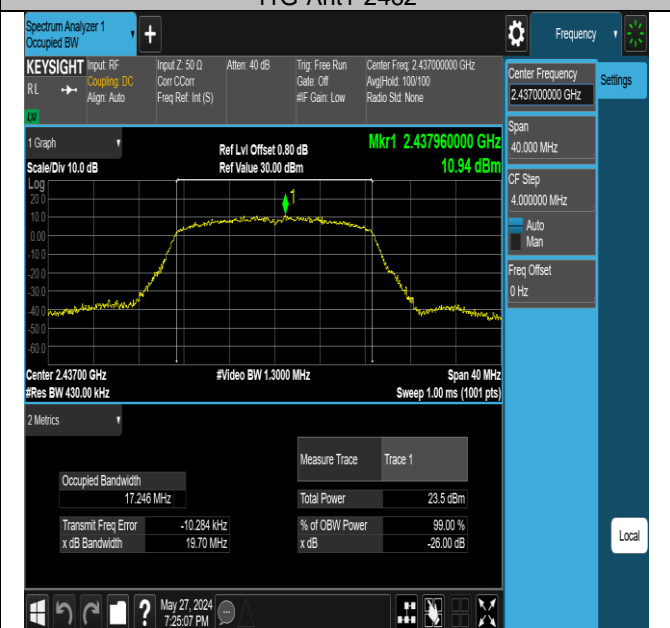 11G-Ant1-2462
Spectrum Analyzer 1
Occupied BW
+
Frequency
KEYSIGHT Input: RF Input Z: 50 Ω Atten: 40 dB Trig: Free Run Center Freq: 2.437000000 GHz
RL Coupling: DC Corr CCorr Gate: Off Avg|Hold: 100/100
Align: Auto Freq Ref: Int (S) #IF Gain: Low Radio Std: None
LXI
Center Frequency
2.437000000 GHz
Settings
Span
40.000 MHz
CF Step
4.000000 MHz
Auto
Man
Freq Offset
0 Hz
1 Graph
Ref Lvl Offset 0.80 dB
Mkr1 2.437960000 GHz
Scale/Div 10.0 dB
Ref Value 30.00 dBm
10.94 dBm
Log
20.0
10.0
0.00
-10.0
-20.0
-30.0
-40.0
-50.0
-60.0
1
Center 2.43700 GHz #Video BW 1.3000 MHz Span 40 MHz
#Res BW 430.00 kHz Sweep 1.00 ms (1001 pts)
2 Metrics
Measure Trace Trace 1
Occupied Bandwidth
17.246 MHz
Total Power 23.5 dBm
Transmit Freq Error -10.284 kHz % of OBW Power 99.00 %
x dB Bandwidth 19.70 MHz x dB -26.00 dB
Local
? May 27, 2024
7:25:07 PM